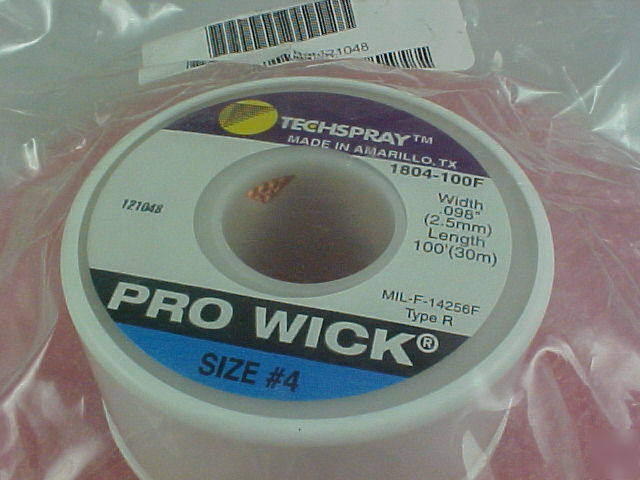 121048
TECHSPRAY™
MADE IN AMARILLO, TX
1804-100F
Width
.098"
(2.5mm)
Length
100'(30m)
121048
MIL-F-14256F
Type R
PRO WICK®
SIZE #4